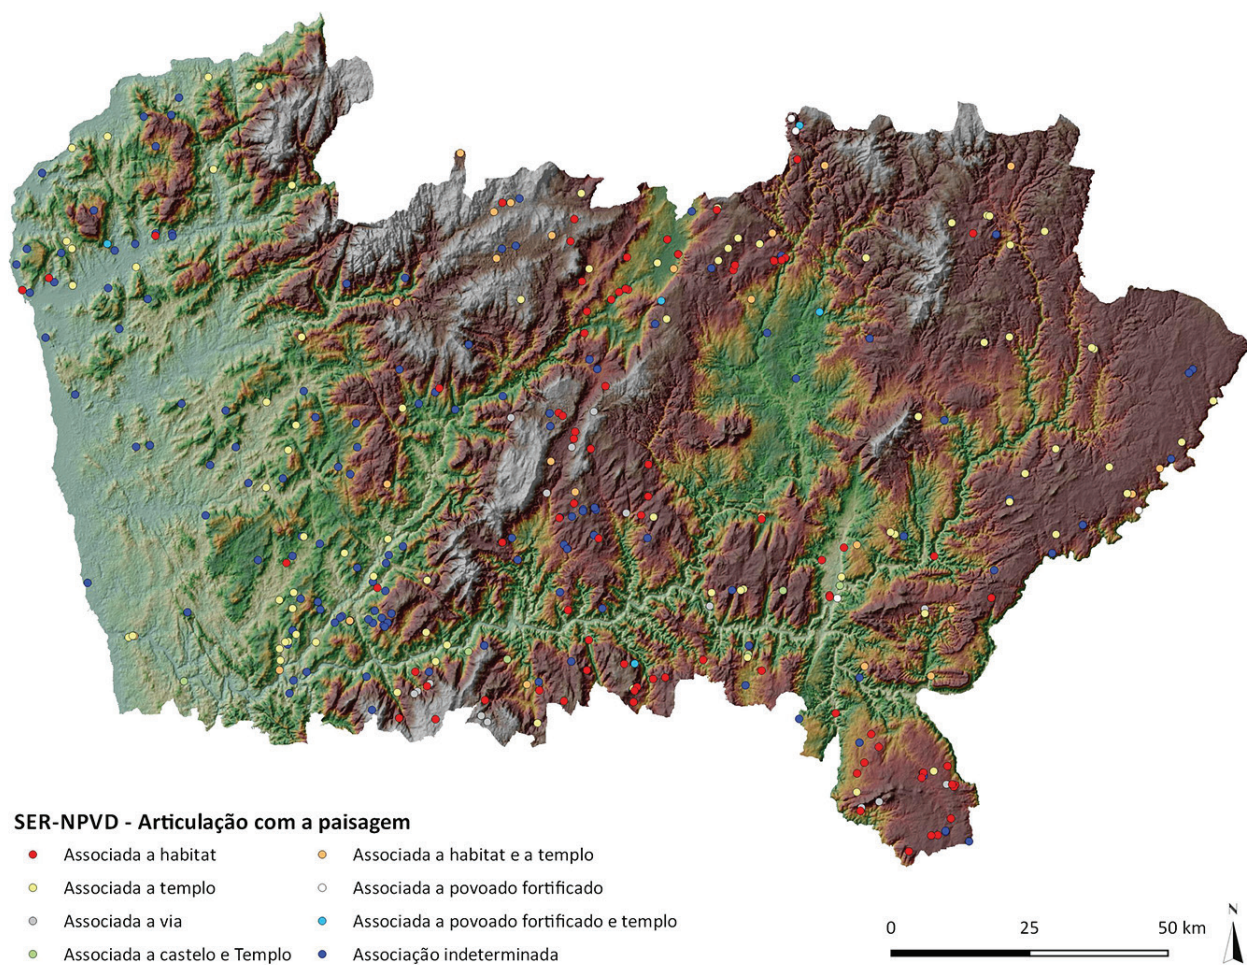 SER-NPVD - Articulação com a paisagem
Associada a habitat
Associada a templo
Associada a via
Associada a castelo e Templo
Associada a habitat e a templo
Associada a povoado fortificado
Associada a povoado fortificado e templo
Associação indeterminada
0 25 50 km
N